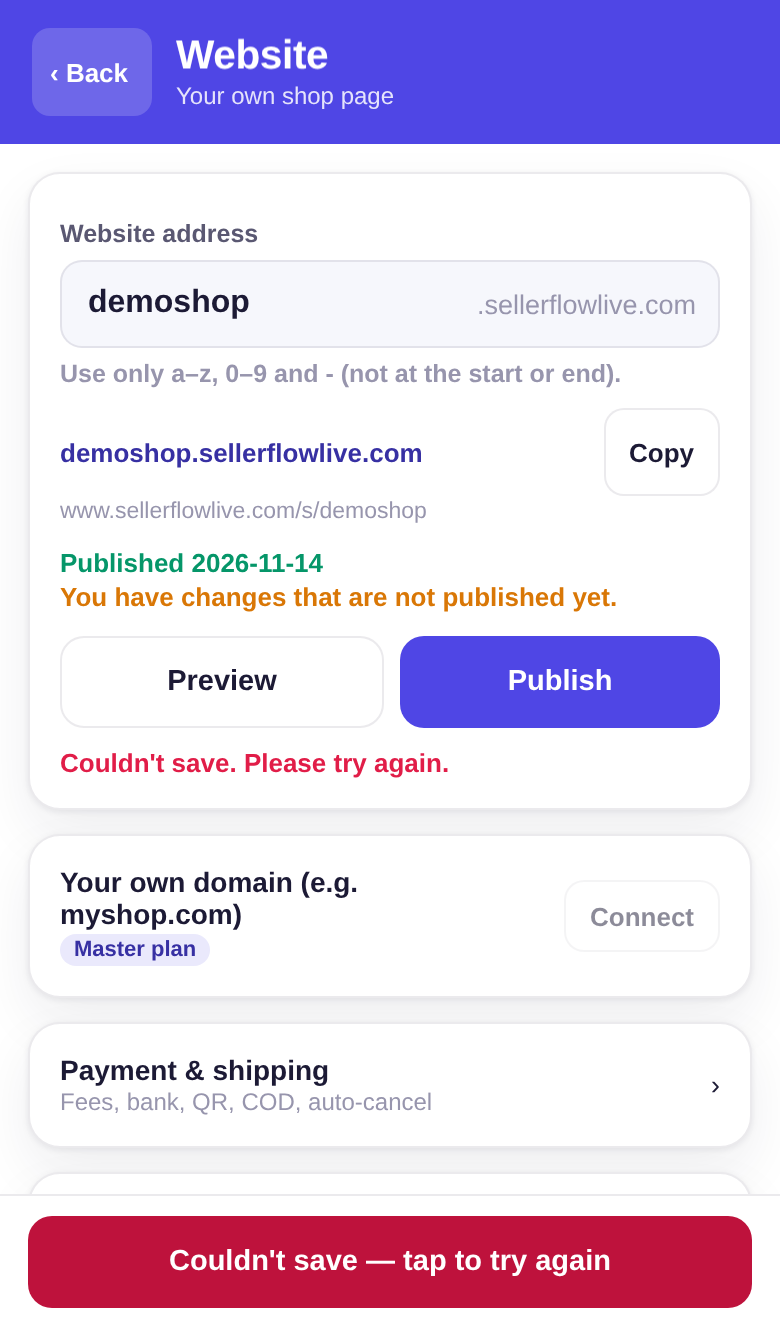 ‹ Back
Website
Your own shop page
Website address
demoshop
.sellerflowlive.com
Use only a–z, 0–9 and - (not at the start or end).
demoshop.sellerflowlive.com
Copy
www.sellerflowlive.com/s/demoshop
Published 2026-11-14
You have changes that are not published yet.
Preview
Publish
Couldn't save. Please try again.
Your own domain (e.g.
myshop.com)
Master plan
Connect
Payment & shipping
Fees, bank, QR, COD, auto-cancel
›
Couldn't save — tap to try again